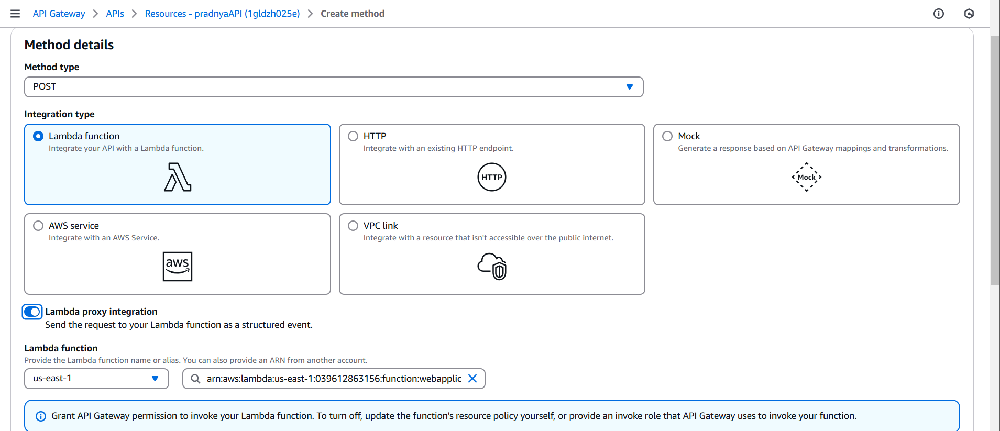 API Gateway > APIs > Resources - pradnyaAPI (1gldzh025e) > Create method
Method details
Method type
POST
Integration type
Lambda function
Integrate your API with a Lambda function.
HTTP
Integrate with an existing HTTP endpoint.
HTTP
Mock
Generate a response based on API Gateway mappings and transformations.
Mock
AWS service
Integrate with an AWS Service.
aws
VPC link
Integrate with a resource that isn't accessible over the public internet.
Lambda proxy integration
Send the request to your Lambda function as a structured event.
Lambda function
Provide the Lambda function name or alias. You can also provide an ARN from another account.
us-east-1
arn:aws:lambda:us-east-1:039612863156:function:webapplic
Grant API Gateway permission to invoke your Lambda function. To turn off, update the function's resource policy yourself, or provide an invoke role that API Gateway uses to invoke your function.